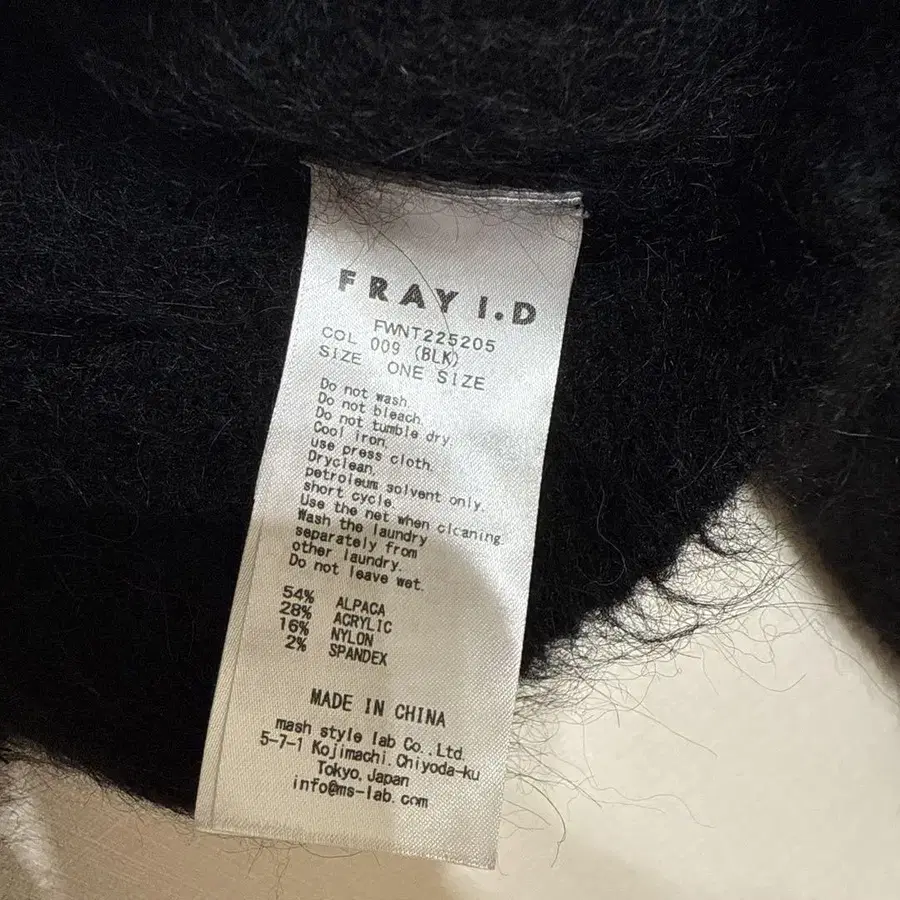 FRAY I.D
FWNT225205
COL 009 (BLK)
SIZE ONE SIZE
Do not wash.
Do not bleach.
Do not tumble dry.
Cool iron.
use press cloth.
Dryclean.
petroleum solvent only.
short cycle.
Use the net when cleaning.
Wash the laundry
separately from
other laundry.
Do not leave wet.
54% ALPACA
28% ACRYLIC
16% NYLON
2% SPANDEX
MADE IN CHINA
mash style lab Co.,Ltd.
5-7-1 Kojimachi.Chiyoda-ku
Tokyo.Japan
info@ms-lab.com